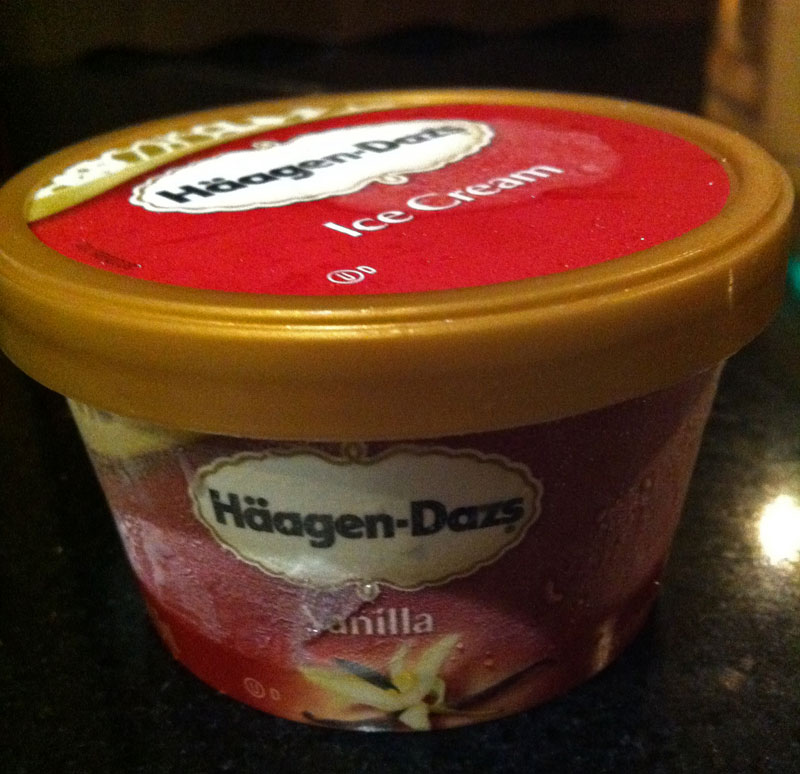 Häagen-Dazs
Ice Cream
U D
Häagen-Dazs
Vanilla
U D